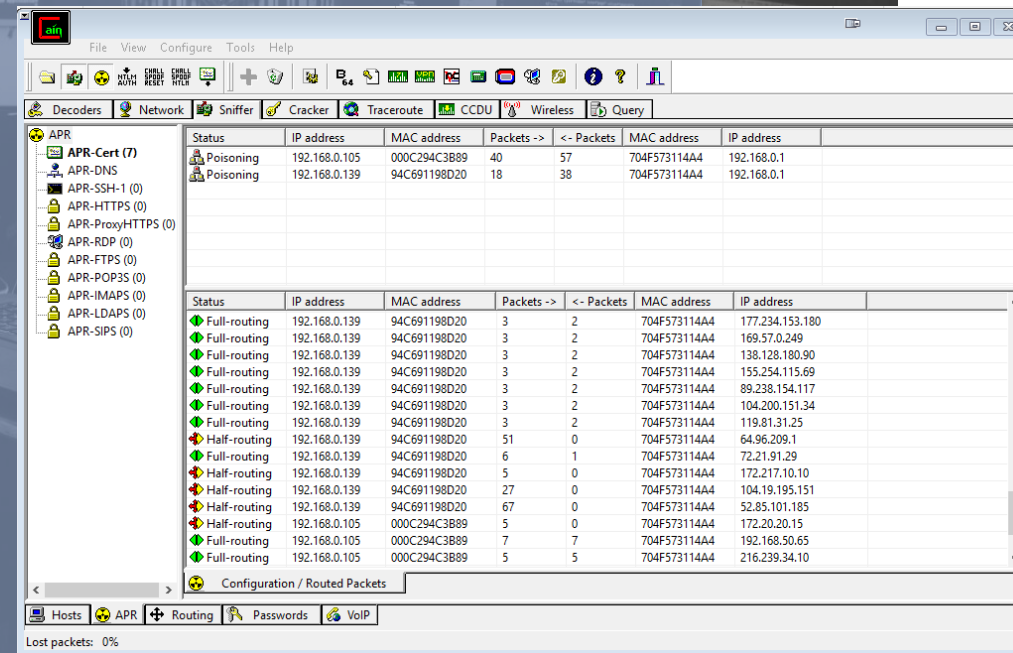 Cain
File View Configure Tools Help
NTLM AUTH CHALL SPOOF RESET CHALL SPOOF NTLM
B64
Decoders Network Sniffer Cracker Traceroute CCDU Wireless Query
APR
APR-Cert (7)
APR-DNS
APR-SSH-1 (0)
APR-HTTPS (0)
APR-ProxyHTTPS (0)
APR-RDP (0)
APR-FTPS (0)
APR-POP3S (0)
APR-IMAPS (0)
APR-LDAPS (0)
APR-SIPS (0)
Status IP address MAC address Packets -> <- Packets MAC address IP address
Poisoning 192.168.0.105 000C294C3B89 40 57 704F573114A4 192.168.0.1
Poisoning 192.168.0.139 94C691198D20 18 38 704F573114A4 192.168.0.1
Status IP address MAC address Packets -> <- Packets MAC address IP address
Full-routing 192.168.0.139 94C691198D20 3 2 704F573114A4 177.234.153.180
Full-routing 192.168.0.139 94C691198D20 3 2 704F573114A4 169.57.0.249
Full-routing 192.168.0.139 94C691198D20 3 2 704F573114A4 138.128.180.90
Full-routing 192.168.0.139 94C691198D20 3 2 704F573114A4 155.254.115.69
Full-routing 192.168.0.139 94C691198D20 3 2 704F573114A4 89.238.154.117
Full-routing 192.168.0.139 94C691198D20 3 2 704F573114A4 104.200.151.34
Full-routing 192.168.0.139 94C691198D20 3 2 704F573114A4 119.81.31.25
Half-routing 192.168.0.139 94C691198D20 51 0 704F573114A4 64.96.209.1
Full-routing 192.168.0.139 94C691198D20 6 1 704F573114A4 72.21.91.29
Half-routing 192.168.0.139 94C691198D20 5 0 704F573114A4 172.217.10.10
Half-routing 192.168.0.139 94C691198D20 27 0 704F573114A4 104.19.195.151
Half-routing 192.168.0.139 94C691198D20 67 0 704F573114A4 52.85.101.185
Half-routing 192.168.0.105 000C294C3B89 5 0 704F573114A4 172.20.20.15
Full-routing 192.168.0.105 000C294C3B89 7 7 704F573114A4 192.168.50.65
Full-routing 192.168.0.105 000C294C3B89 5 5 704F573114A4 216.239.34.10
Configuration / Routed Packets
Hosts APR Routing Passwords VoIP
Lost packets: 0%